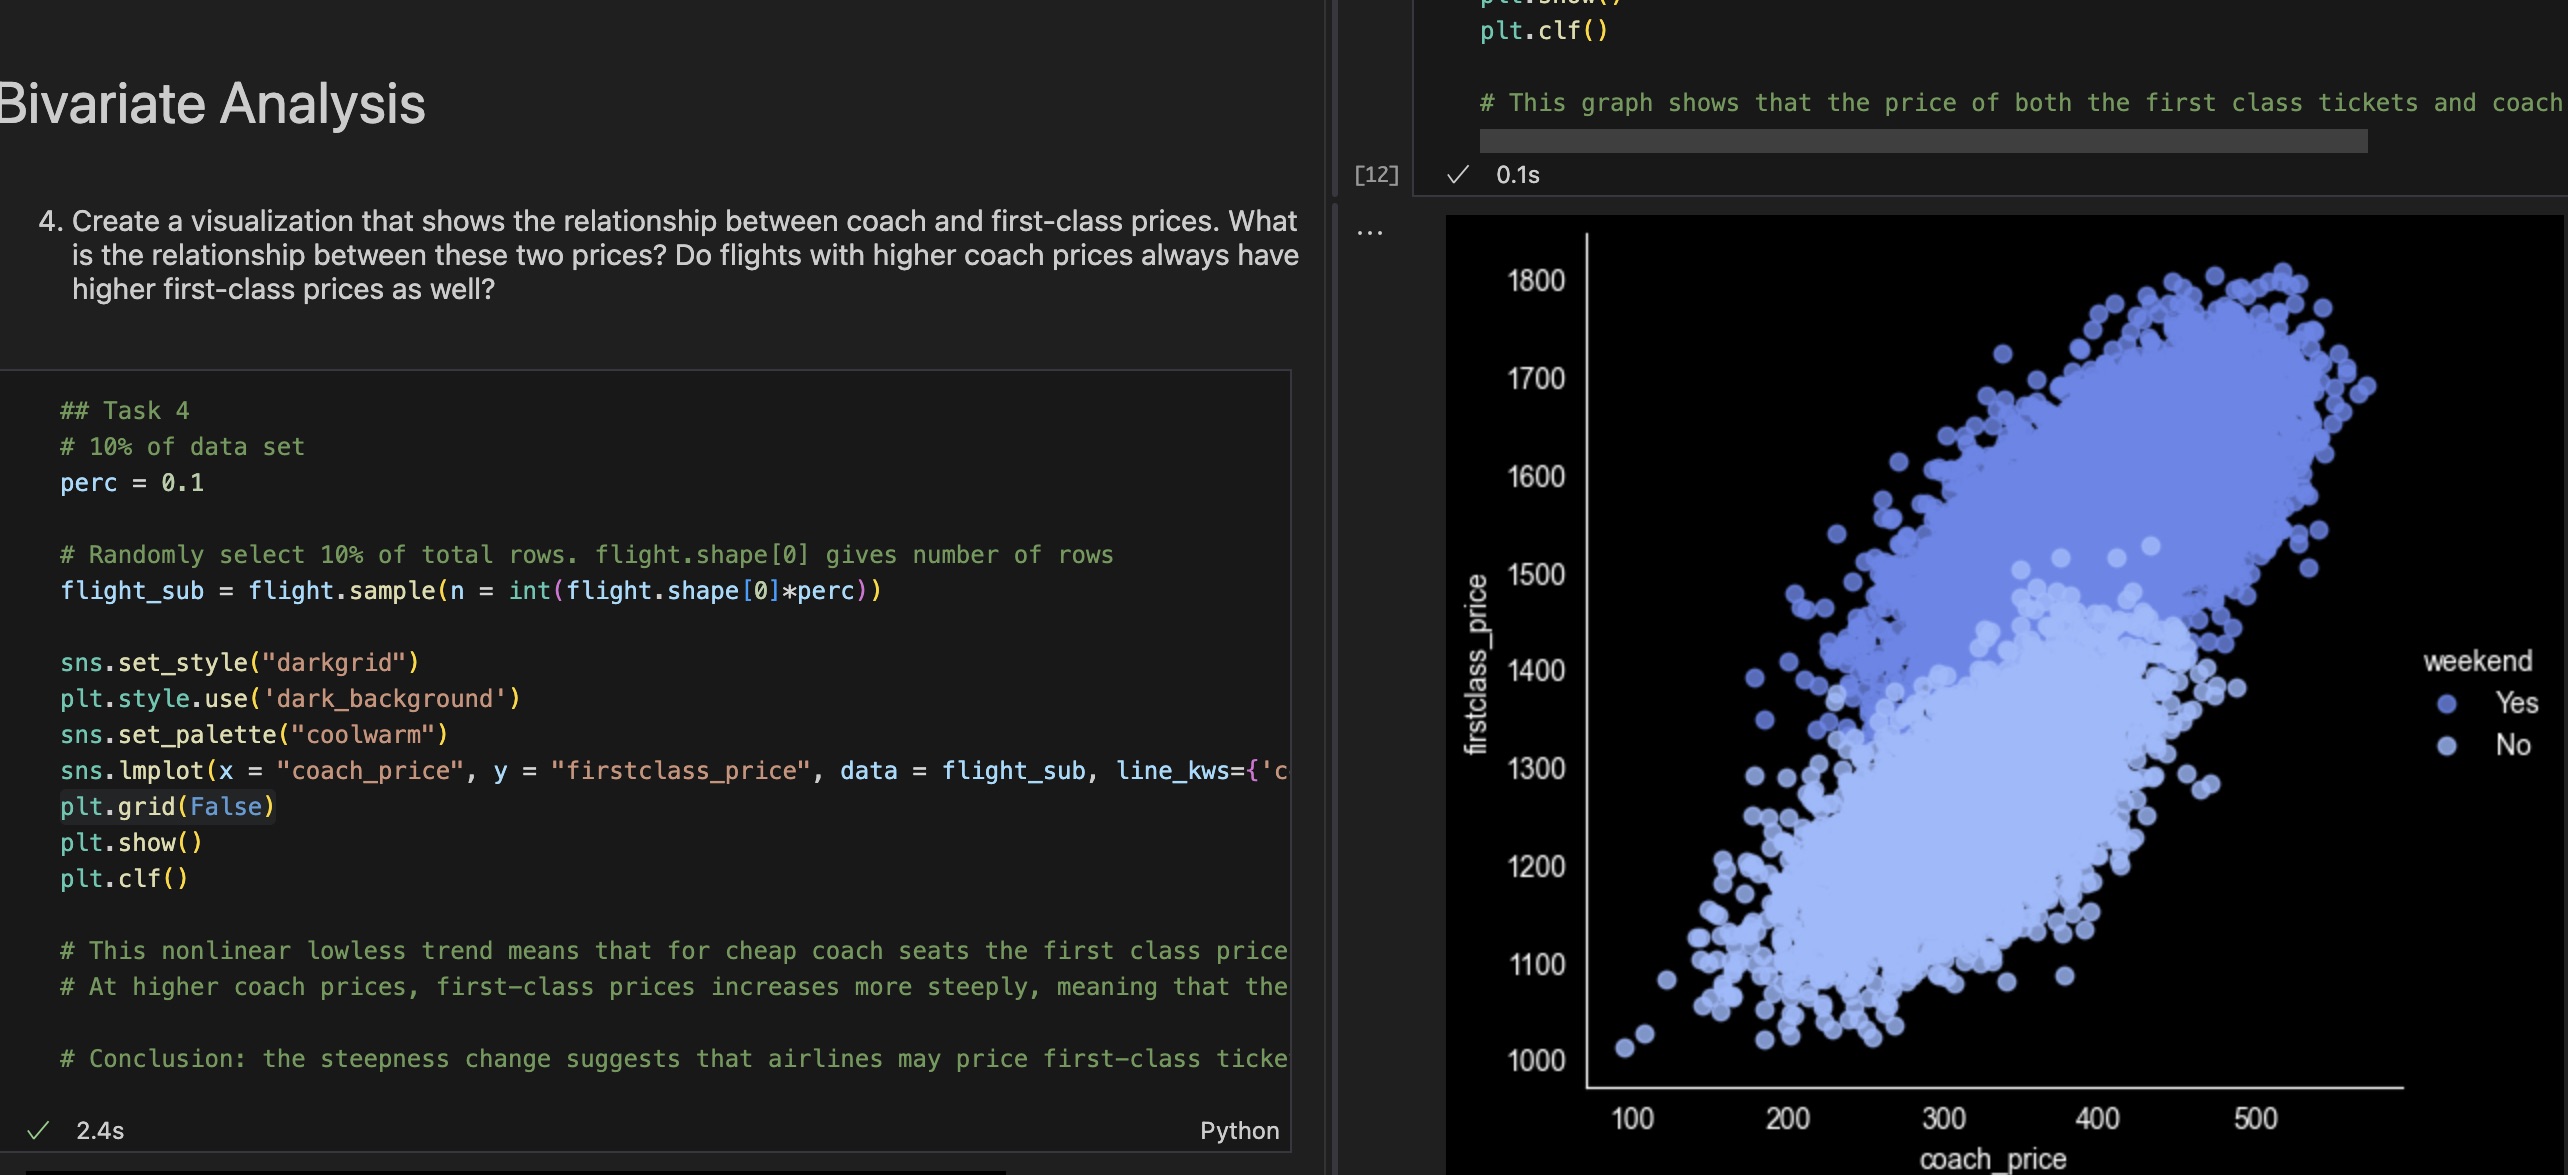 Bivariate Analysis
4. Create a visualization that shows the relationship between coach and first-class prices. What
is the relationship between these two prices? Do flights with higher coach prices always have
higher first-class prices as well?
## Task 4
# 10% of data set
perc = 0.1
# Randomly select 10% of total rows. flight.shape[0] gives number of rows
flight_sub = flight.sample(n = int(flight.shape[0]*perc))
sns.set_style("darkgrid")
plt.style.use('dark_background')
sns.set_palette("coolwarm")
sns.lmplot(x = "coach_price", y = "firstclass_price", data = flight_sub, line_kws={'c
plt.grid(False)
plt.show()
plt.clf()
# This nonlinear lowless trend means that for cheap coach seats the first class price
# At higher coach prices, first-class prices increases more steeply, meaning that the
# Conclusion: the steepness change suggests that airlines may price first-class ticke
2.4s
Python
plt.show()
plt.clf()
# This graph shows that the price of both the first class tickets and coach
[12]
0.1s
...
1800
1700
1600
1500
1400
1300
1200
1100
1000
firstclass_price
100 200 300 400 500
coach_price
weekend
Yes
No